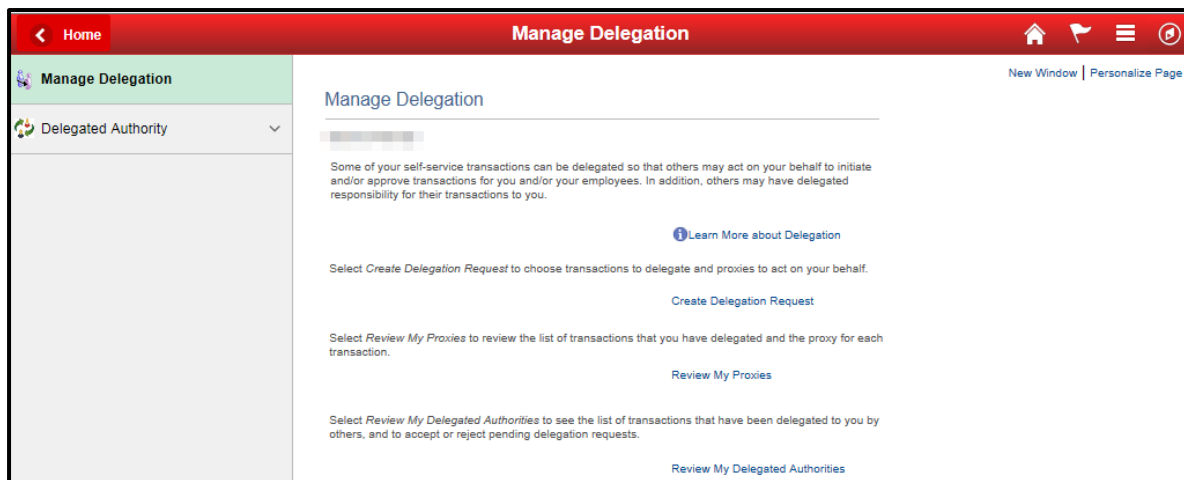 Home
Manage Delegation
Manage Delegation
New Window | Personalize Page
Manage Delegation
Delegated Authority
Some of your self-service transactions can be delegated so that others may act on your behalf to initiate
and/or approve transactions for you and/or your employees. In addition, others may have delegated
responsibility for their transactions to you.
Learn More about Delegation
Select Create Delegation Request to choose transactions to delegate and proxies to act on your behalf.
Create Delegation Request
Select Review My Proxies to review the list of transactions that you have delegated and the proxy for each
transaction.
Review My Proxies
Select Review My Delegated Authorities to see the list of transactions that have been delegated to you by
others, and to accept or reject pending delegation requests.
Review My Delegated Authorities